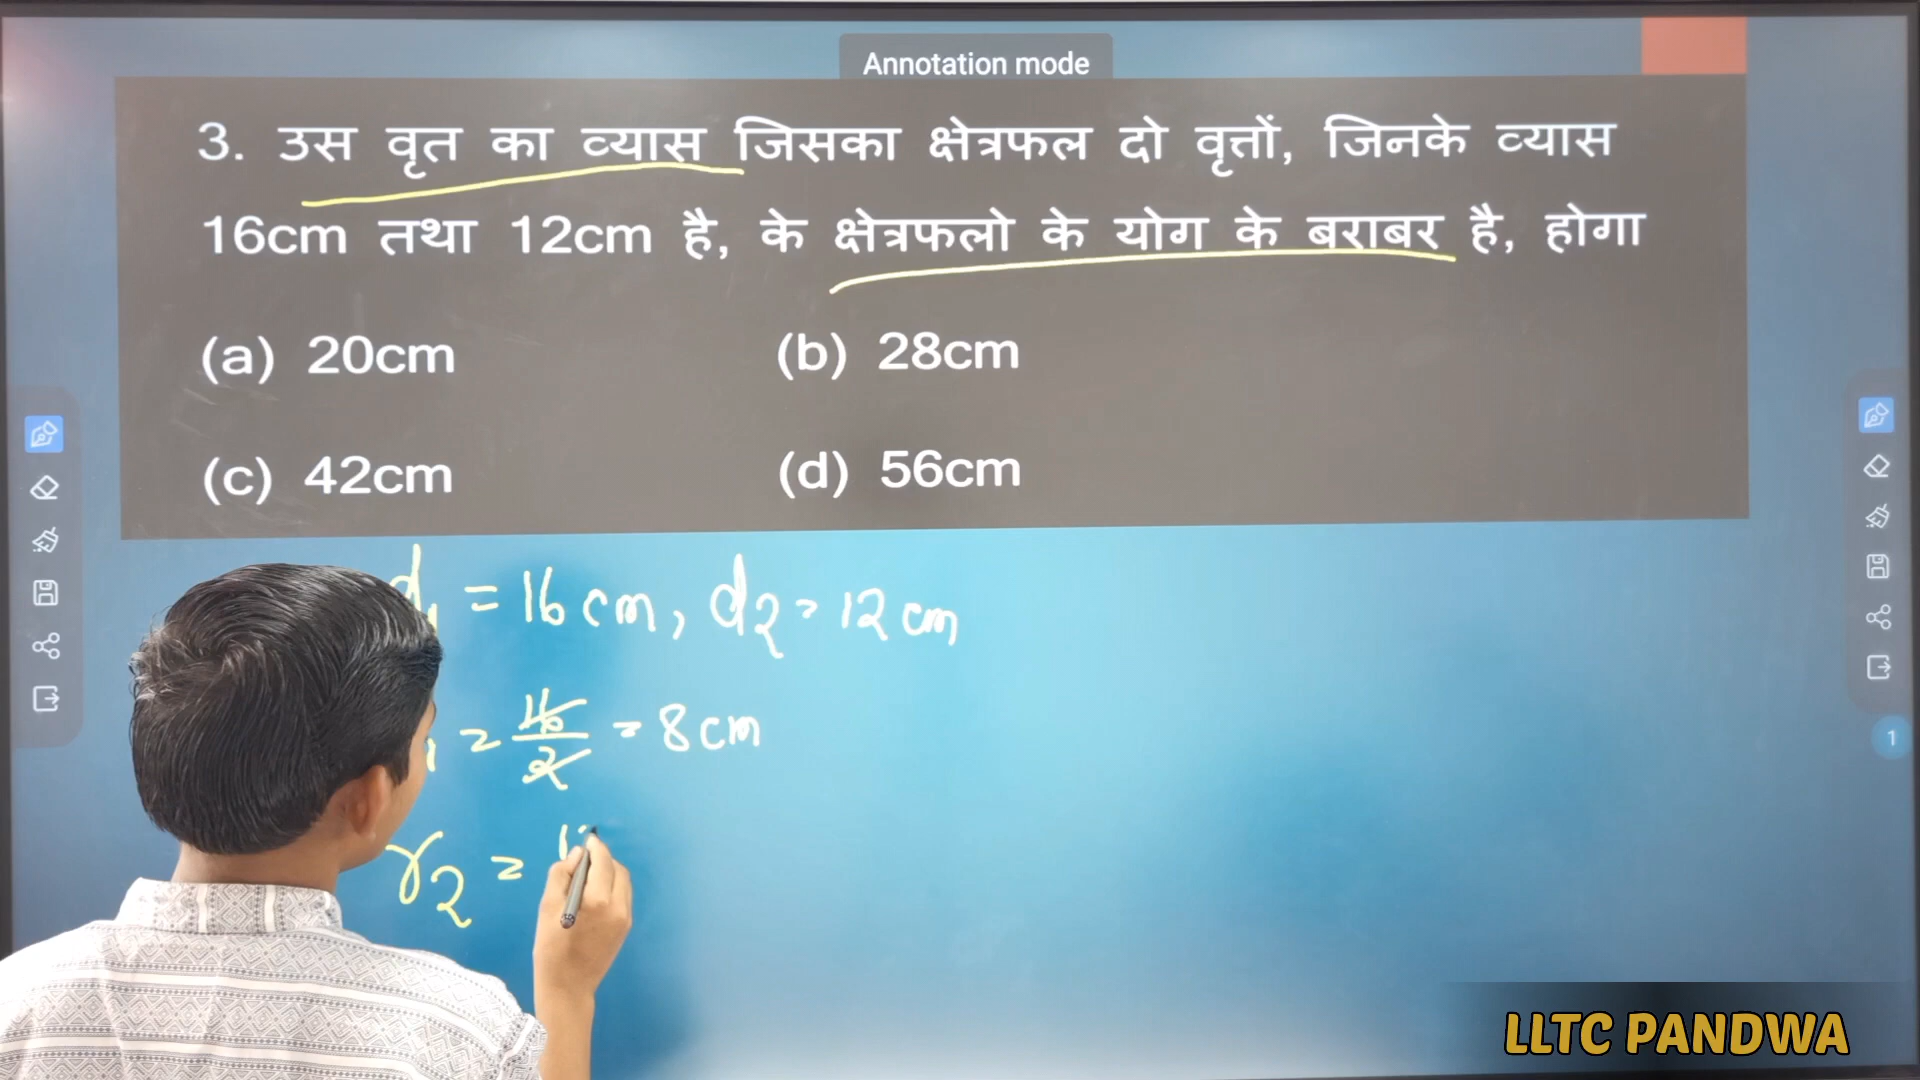 Annotation mode
3. उस वृत का व्यास जिसका क्षेत्रफल दो वृत्तों, जिनके व्यास
16cm तथा 12cm है, के क्षेत्रफलो के योग के बराबर है, होगा
(a) 20cm (b) 28cm
(c) 42cm (d) 56cm
d1 = 16 cm, d2 = 12 cm
= 16/2 = 8 cm
r2 =
1
LLTC PANDWA